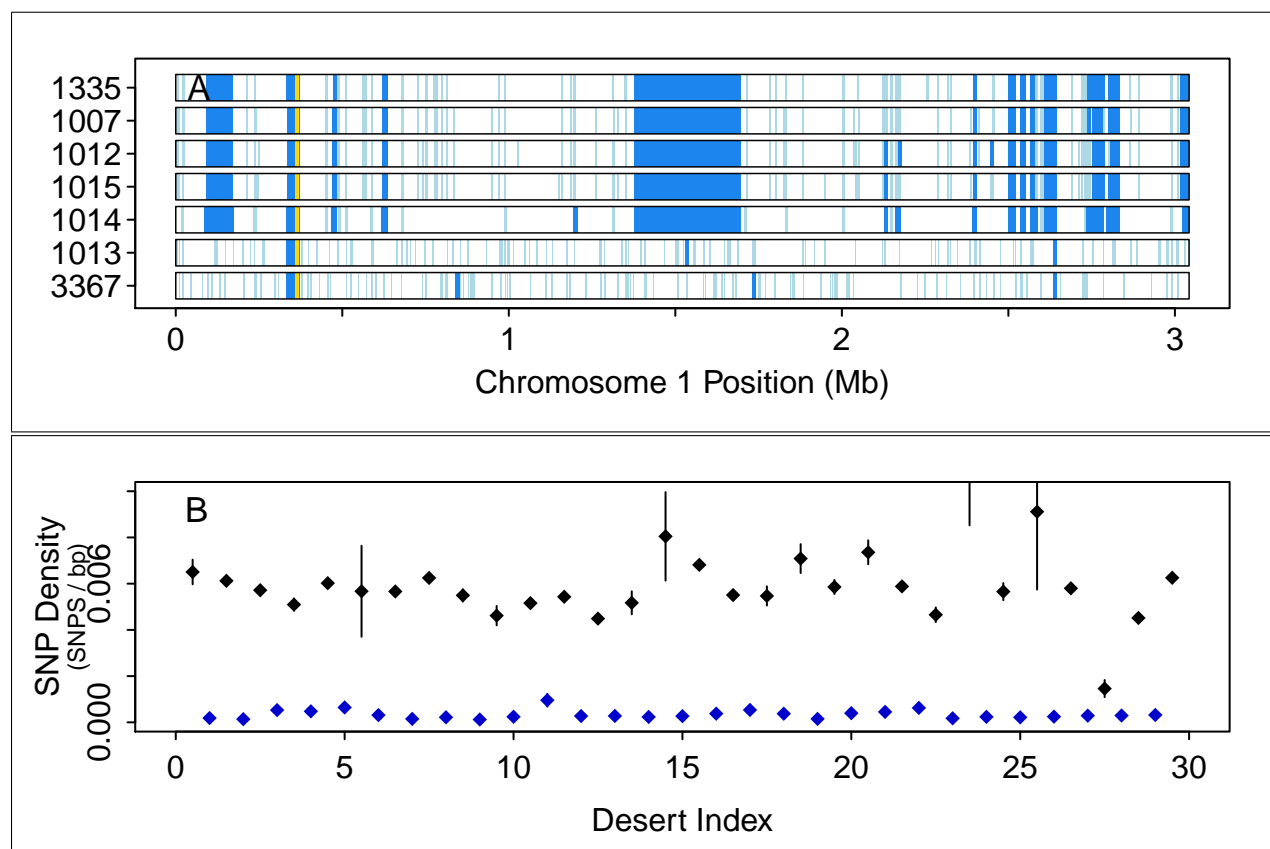 A
1335
1007
1012
1015
1014
1013
3367
0 1 2 3
Chromosome 1 Position (Mb)
B
SNP Density
(SNPS / bp)
0.006
0.000
0 5 10 15 20 25 30
Desert Index